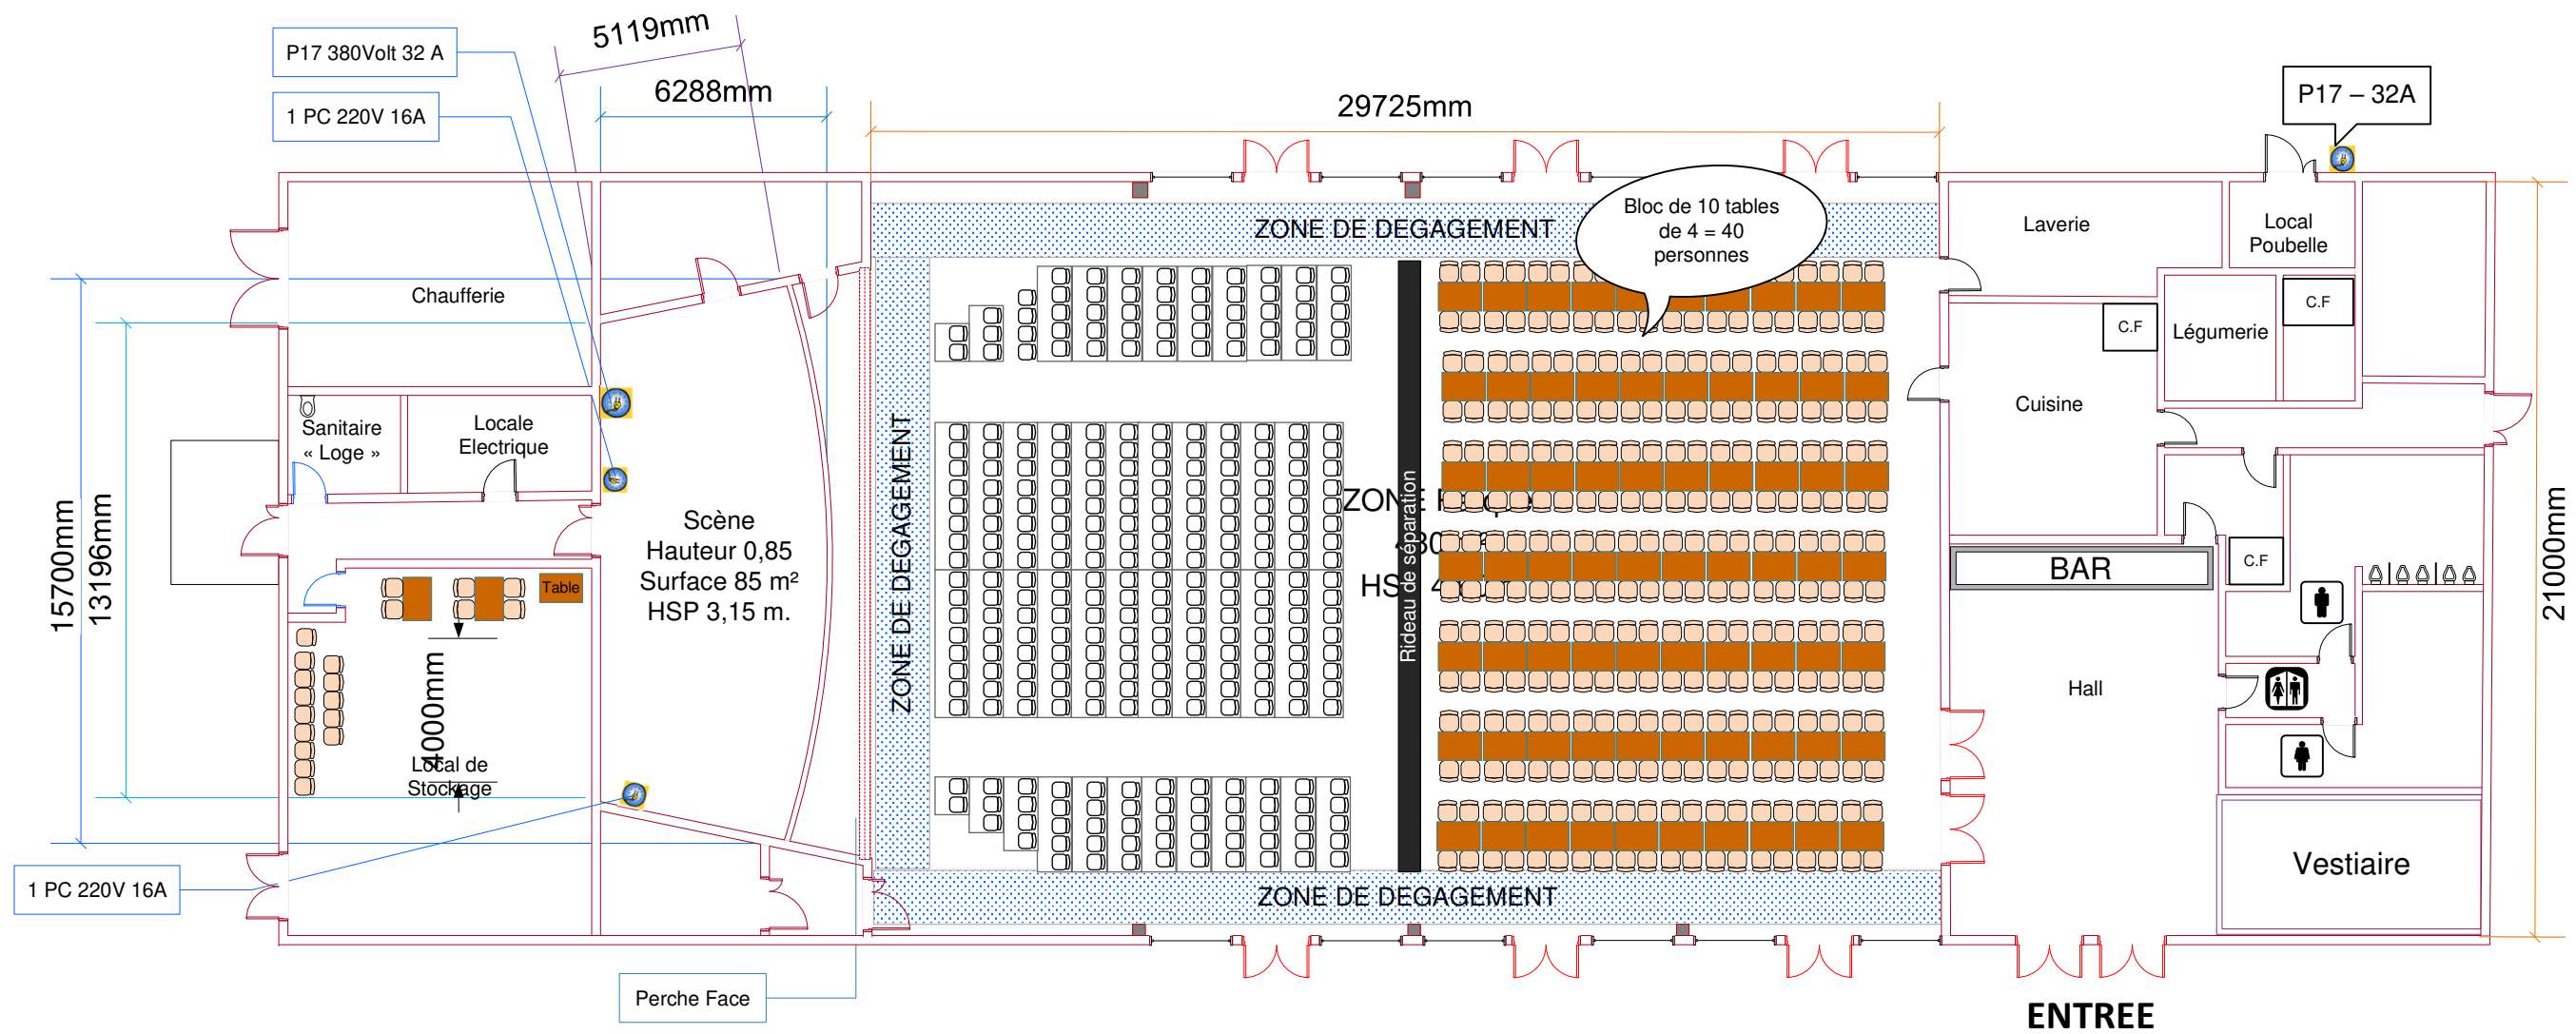 5119mm
P17 380Volt 32 A
6288mm
1 PC 220V 16A
29725mm
P17 – 32A
Bloc de 10 tables
de 4 = 40
personnes
ZONE DE DEGAGEMENT
Laverie
Local
Poubelle
Chaufferie
C.F
C.F
Légumerie
Cuisine
Sanitaire
« Loge »
Locale
Electrique
ZONE DE DEGAGEMENT
15700mm
13196mm
Scène
Hauteur 0,85
Surface 85 m²
HSP 3,15 m.
ZONE
Rideau de séparation
21000mm
BAR
C.F
Table
4000mm
Local de
Stockage
Hall
1 PC 220V 16A
Vestiaire
ZONE DE DEGAGEMENT
Perche Face
ENTREE